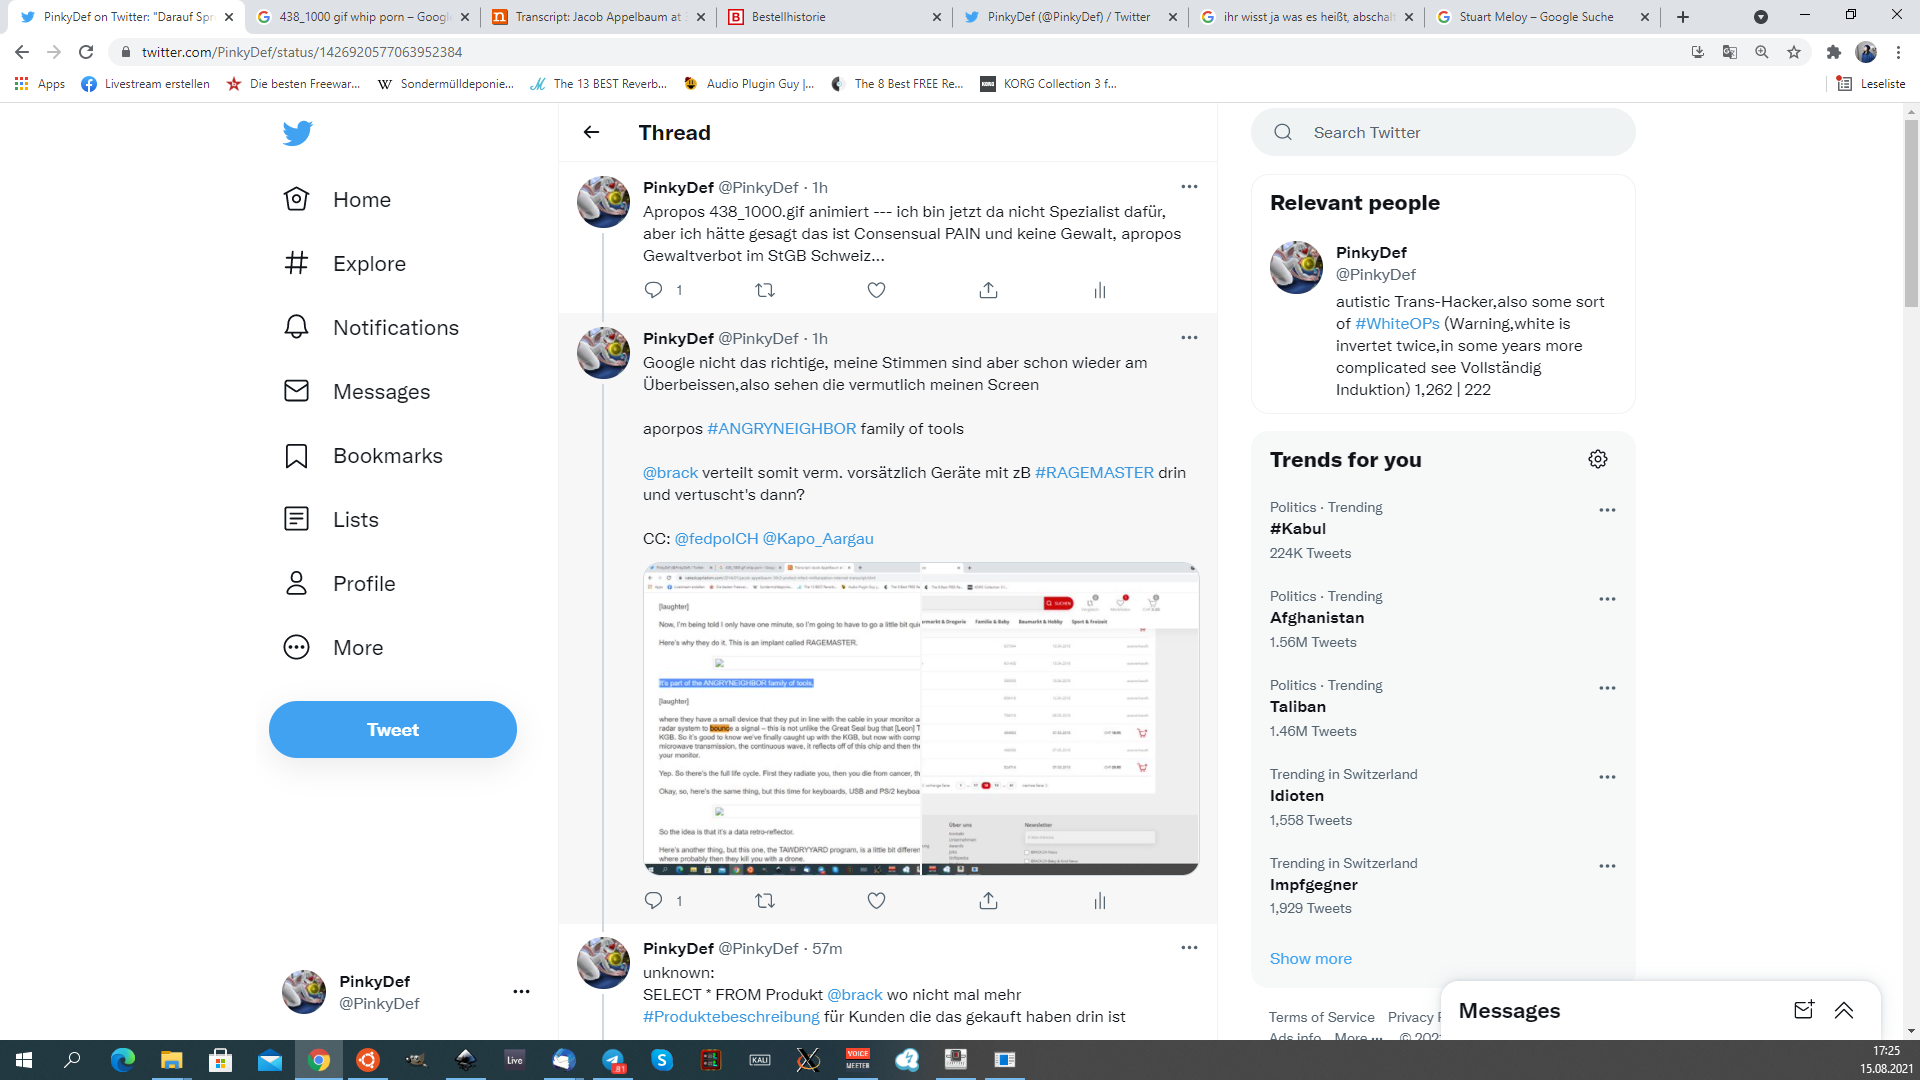 PinkyDef on Twitter: "Darauf Spr
438_1000 gif whip porn – Google
Transcript: Jacob Appelbaum at
Bestellhistorie
PinkyDef (@PinkyDef) / Twitter
ihr wisst ja was es heißt, abschalt
Stuart Meloy – Google Suche
twitter.com/PinkyDef/status/1426920577063952384
Apps
Livestream erstellen
Die besten Freewar...
Sondermülldeponie...
The 13 BEST Reverb...
Audio Plugin Guy |...
The 8 Best FREE Re...
KORG Collection 3 f...
Leseliste
Home
Explore
Notifications
Messages
Bookmarks
Lists
Profile
More
Tweet
PinkyDef
@PinkyDef
Thread
PinkyDef @PinkyDef · 1h
Apropos 438_1000.gif animiert --- ich bin jetzt da nicht Spezialist dafür,
aber ich hätte gesagt das ist Consensual PAIN und keine Gewalt, apropos
Gewaltverbot im StGB Schweiz...
1
PinkyDef @PinkyDef · 1h
Google nicht das richtige, meine Stimmen sind aber schon wieder am
Überbeissen,also sehen die vermutlich meinen Screen
aporpos #ANGRYNEIGHBOR family of tools
@brack verteilt somit verm. vorsätzlich Geräte mit zB #RAGEMASTER drin
und vertuscht's dann?
CC: @fedpolCH @Kapo_Aargau
[laughter]
Now, I'm being told I only have one minute, so I'm going to have to go a little bit qui
Here's why they do it. This is an implant called RAGEMASTER.
It's part of the ANGRYNEIGHBOR family of tools,
[laughter]
where they have a small device that they put in line with the cable in your monitor a
radar system to bounce a signal – this is not unlike the Great Seal bug that [Leon] T
KGB. So it's good to know we've finally caught up with the KGB, but now with comp
microwave transmission, the continuous wave, it reflects off of this chip and then the
your monitor.
Yep. So there's the full life cycle. First they radiate you, then you die from cancer, th
Okay, so, here's the same thing, but this time for keyboards, USB and PS/2 keyboa
So the idea is that it's a data retro-reflector.
Here's another thing, but this one, the TAWDRYYARD program, is a little bit differen
where probably then they kill you with a drone.
SUCHEN
ermarkt & Drogerie
Familie & Baby
Baumarkt & Hobby
Sport & Freizeit
Über uns
Newsletter
1
PinkyDef @PinkyDef · 57m
unknown:
SELECT * FROM Produkt @brack wo nicht mal mehr
#Produktebeschreibung für Kunden die das gekauft haben drin ist
Search Twitter
Relevant people
PinkyDef
@PinkyDef
autistic Trans-Hacker,also some sort
of #WhiteOPs (Warning,white is
invertet twice,in some years more
complicated see Vollständig
Induktion) 1,262 | 222
Trends for you
Politics · Trending
#Kabul
224K Tweets
Politics · Trending
Afghanistan
1.56M Tweets
Politics · Trending
Taliban
1.46M Tweets
Trending in Switzerland
Idioten
1,558 Tweets
Trending in Switzerland
Impfgegner
1,929 Tweets
Show more
Terms of Service Privacy P
Ads info More ... © 202
Messages
Live
81
KALI
VOICE
MEETER
17:25
15.08.2021